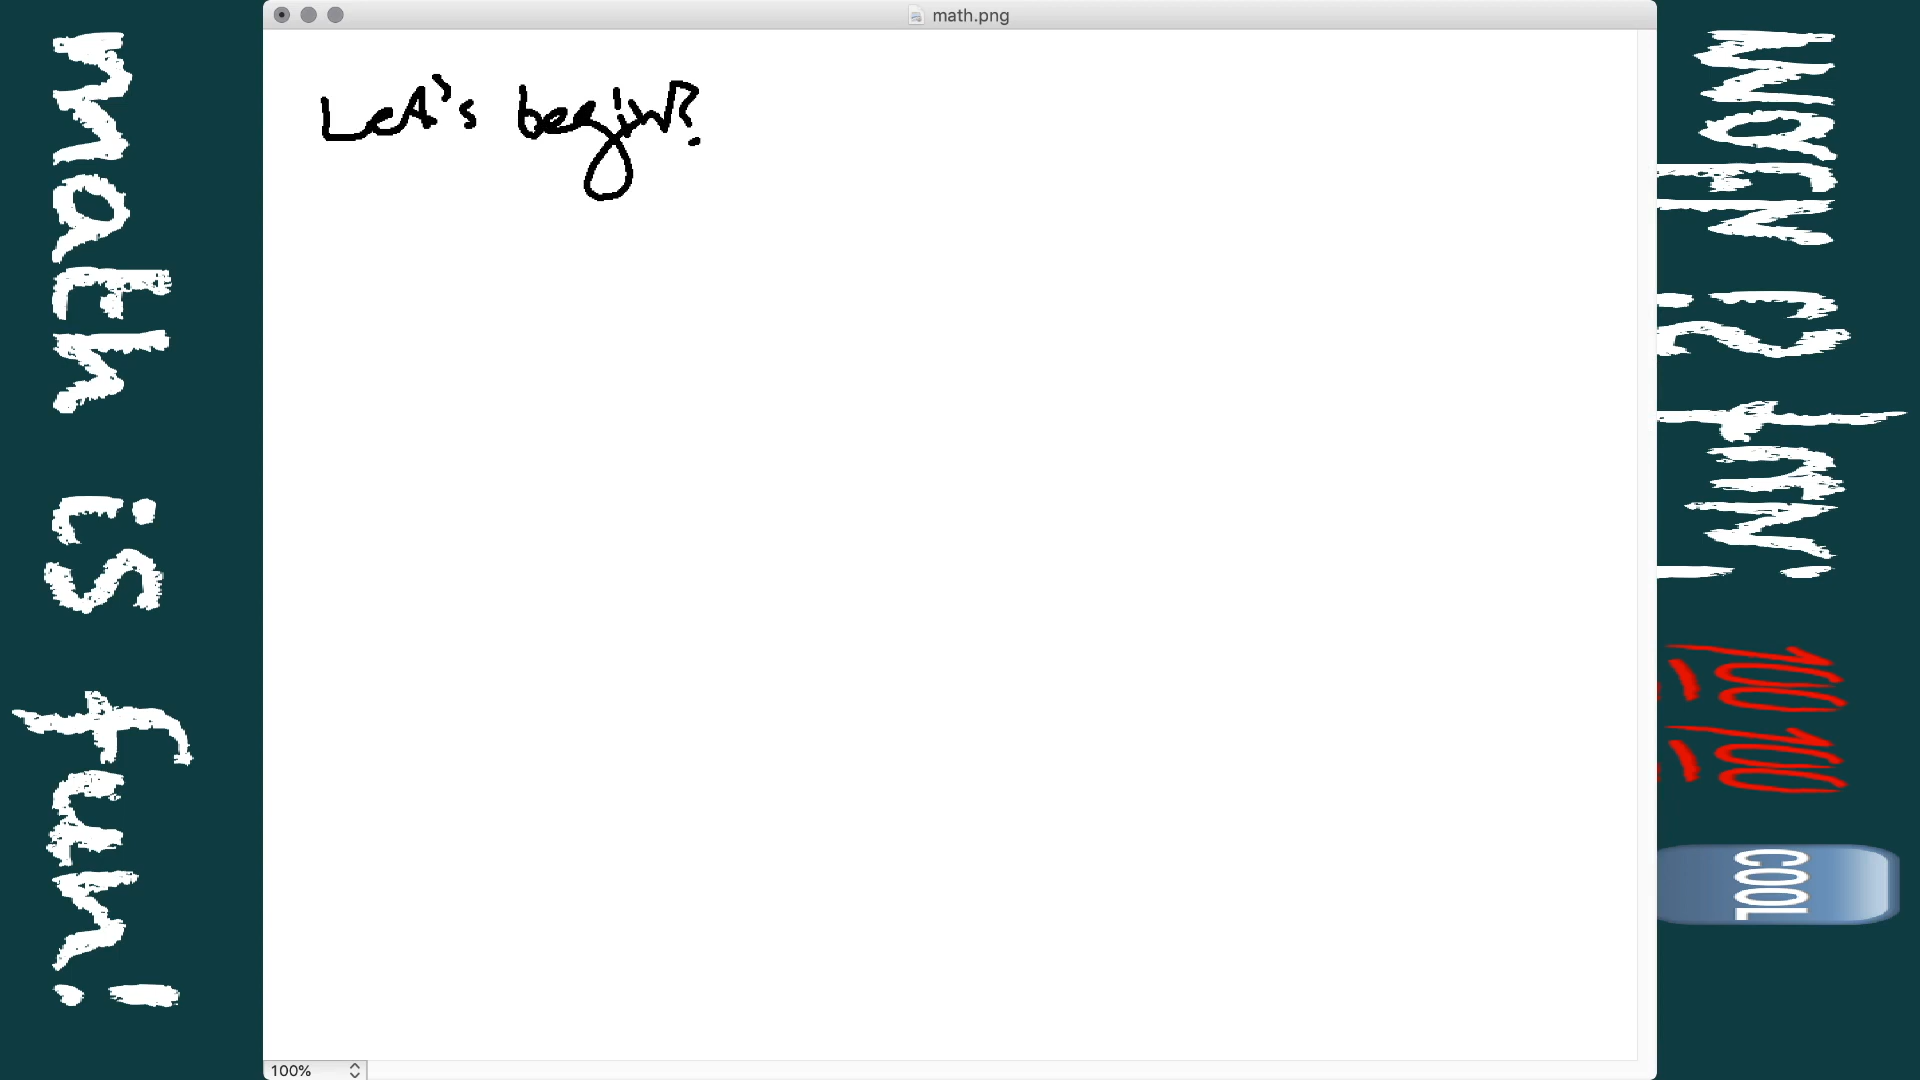 math.png
Let's begin?
math is fun!
math is fun!
100
100
COOL
100%